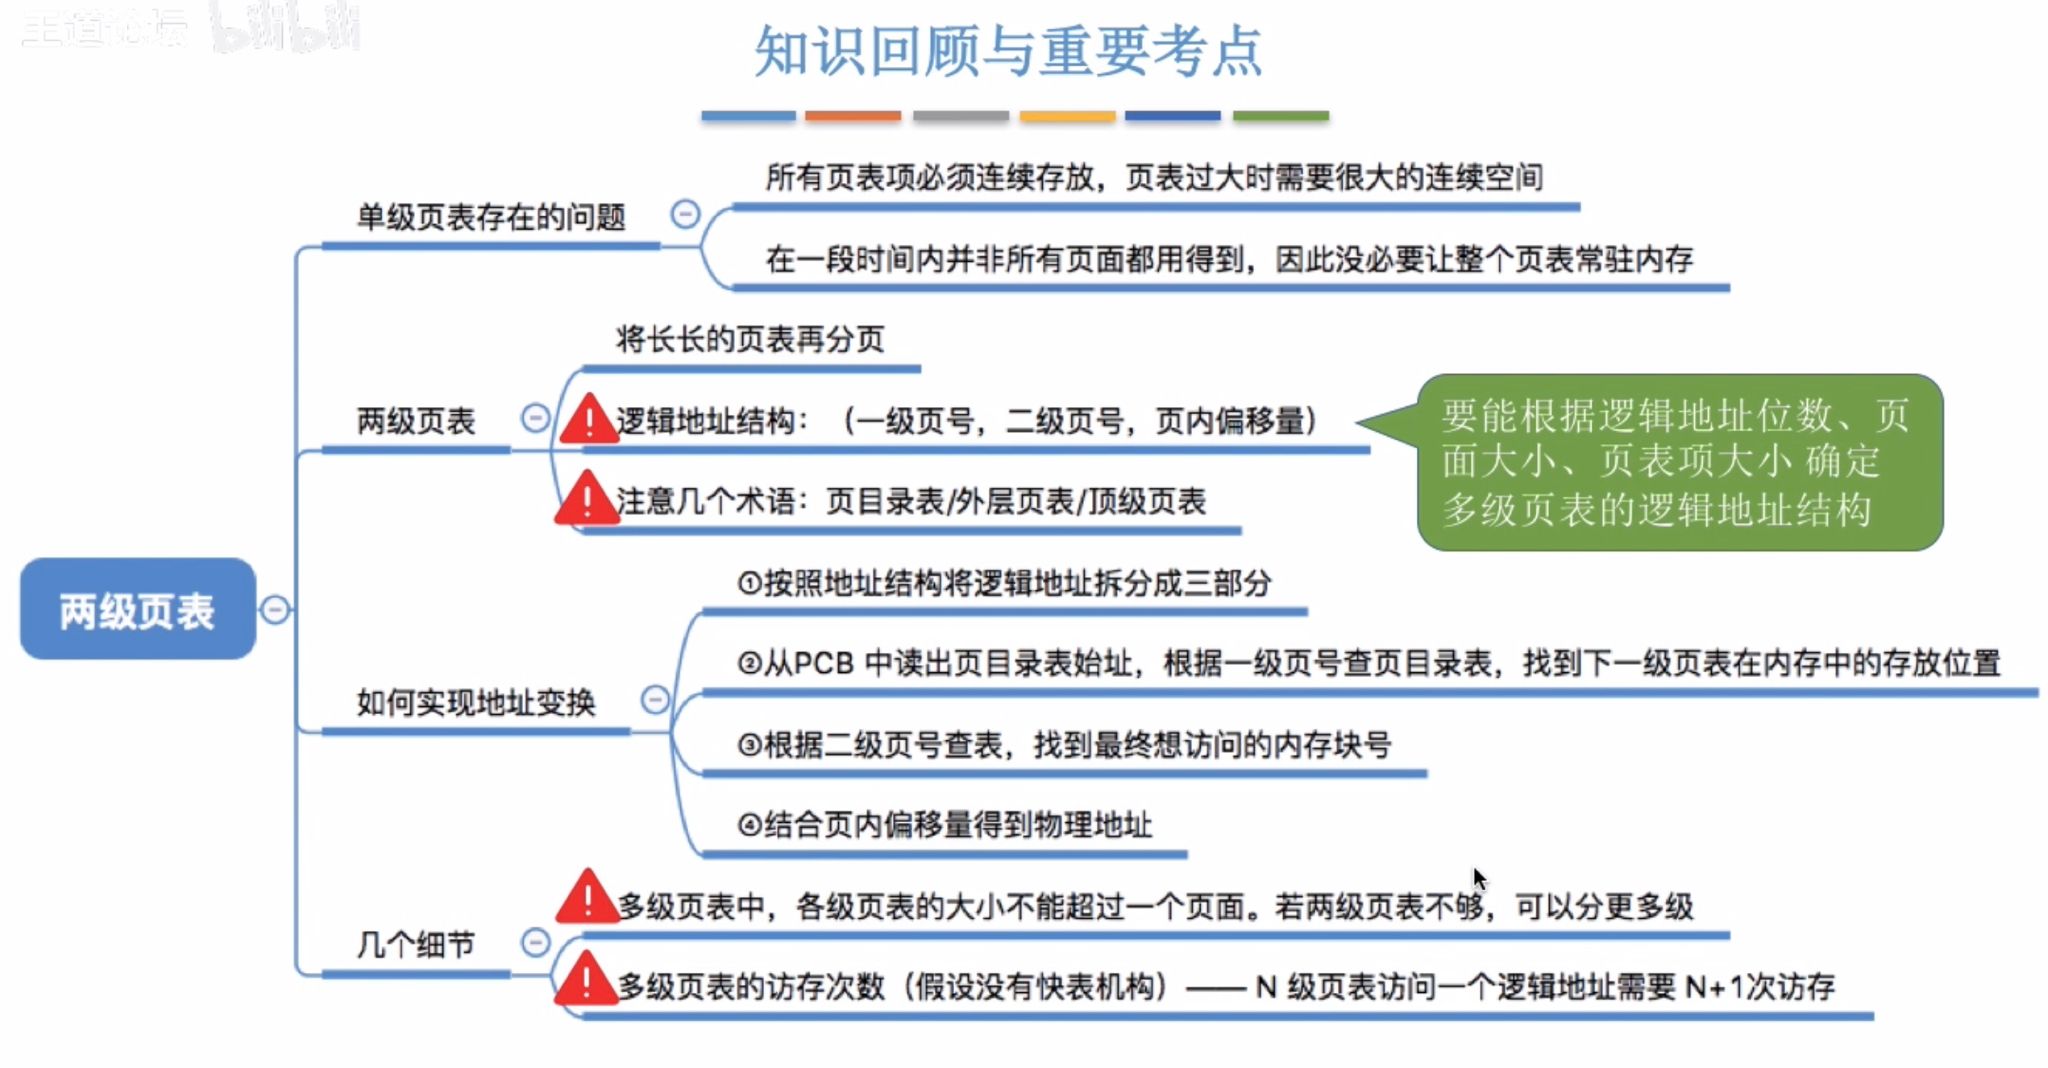 王道论坛 bilibili
知识回顾与重要考点
所有页表项必须连续存放，页表过大时需要很大的连续空间
单级页表存在的问题
在一段时间内并非所有页面都用得到，因此没必要让整个页表常驻内存
将长长的页表再分页
两级页表
逻辑地址结构：（一级页号，二级页号，页内偏移量）
要能根据逻辑地址位数、页
面大小、页表项大小 确定
多级页表的逻辑地址结构
注意几个术语：页目录表/外层页表/顶级页表
两级页表
①按照地址结构将逻辑地址拆分成三部分
②从PCB 中读出页目录表始址，根据一级页号查页目录表，找到下一级页表在内存中的存放位置
如何实现地址变换
③根据二级页号查表，找到最终想访问的内存块号
④结合页内偏移量得到物理地址
多级页表中，各级页表的大小不能超过一个页面。若两级页表不够，可以分更多级
几个细节
多级页表的访存次数（假设没有快表机构）—— N 级页表访问一个逻辑地址需要 N+1次访存